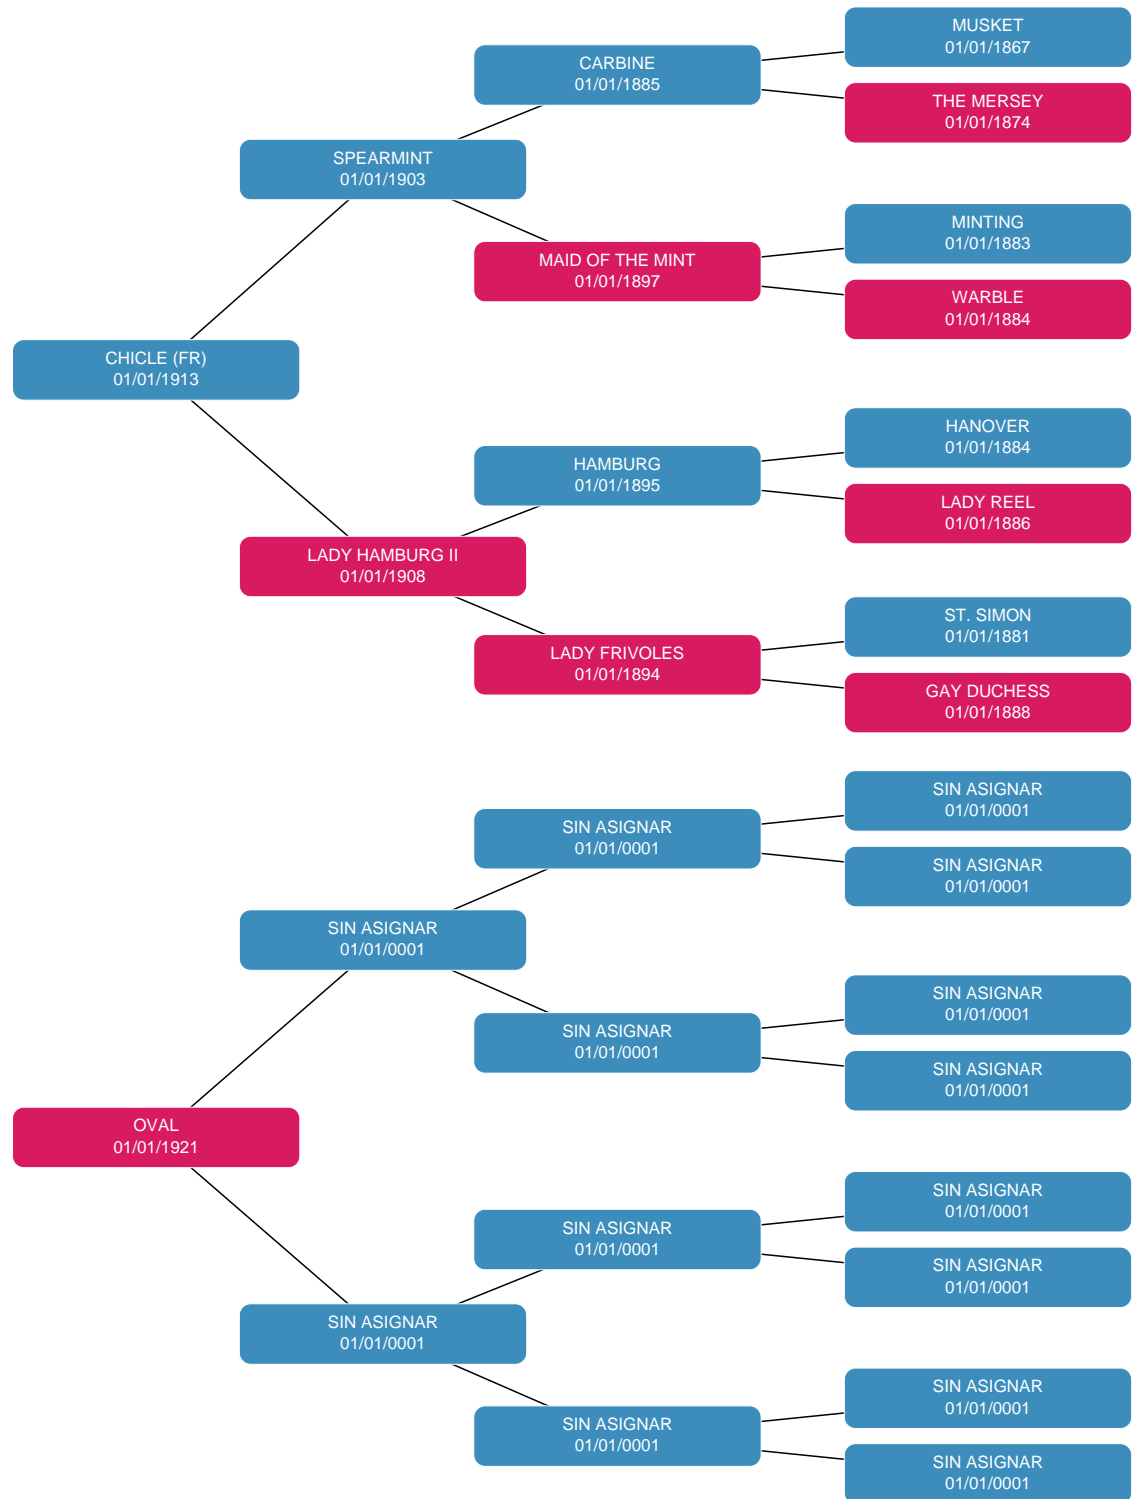 MUSKET
01/01/1867
CARBINE
01/01/1885
THE MERSEY
01/01/1874
SPEARMINT
01/01/1903
MINTING
01/01/1883
MAID OF THE MINT
01/01/1897
WARBLE
01/01/1884
CHICLE (FR)
01/01/1913
HANOVER
01/01/1884
HAMBURG
01/01/1895
LADY REEL
01/01/1886
LADY HAMBURG II
01/01/1908
ST. SIMON
01/01/1881
LADY FRIVOLES
01/01/1894
GAY DUCHESS
01/01/1888
SIN ASIGNAR
01/01/0001
SIN ASIGNAR
01/01/0001
SIN ASIGNAR
01/01/0001
SIN ASIGNAR
01/01/0001
SIN ASIGNAR
01/01/0001
SIN ASIGNAR
01/01/0001
SIN ASIGNAR
01/01/0001
OVAL
01/01/1921
SIN ASIGNAR
01/01/0001
SIN ASIGNAR
01/01/0001
SIN ASIGNAR
01/01/0001
SIN ASIGNAR
01/01/0001
SIN ASIGNAR
01/01/0001
SIN ASIGNAR
01/01/0001
SIN ASIGNAR
01/01/0001